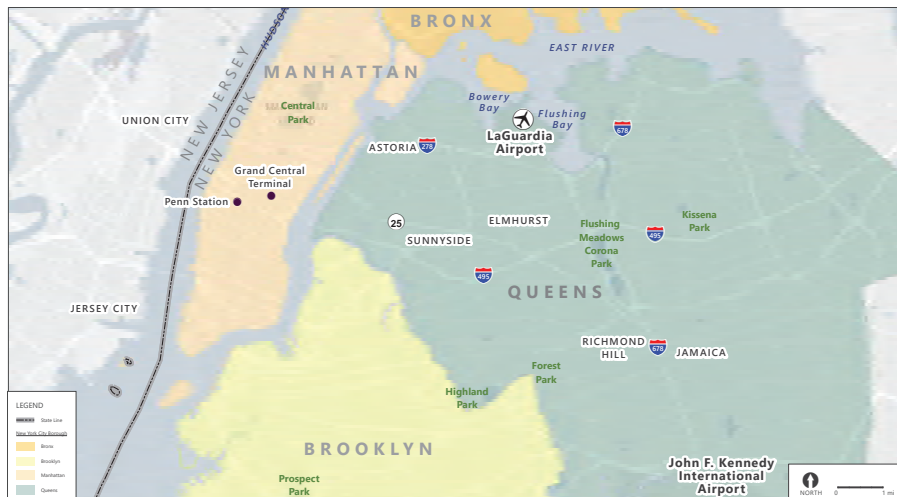 BRONX
HUDSON
EAST RIVER
MANHATTAN
NEW JERSEY
NEW YORK
Bowery
Bay
Central
Park
Flushing
Bay
UNION CITY
678
LaGuardia
Airport
ASTORIA
278
Grand Central
Terminal
Penn Station
25
ELMHURST
Kissena
Park
Flushing
Meadows
Corona
Park
495
SUNNYSIDE
495
QUEENS
JERSEY CITY
RICHMOND
HILL
678
JAMAICA
Forest
Park
Highland
Park
LEGEND
State Line
New York City Borough
Bronx
Brooklyn
Manhattan
Queens
BROOKLYN
Prospect
Park
John F. Kennedy
International
Airport
NORTH
0
1 mi